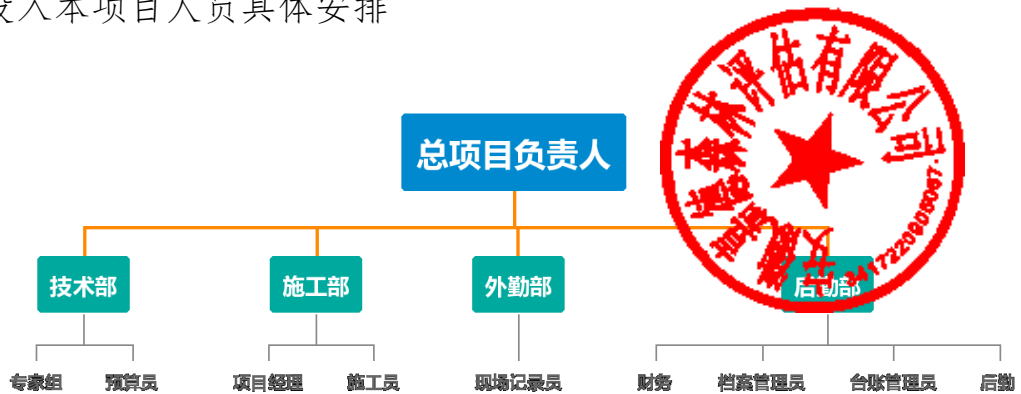 投入本项目人员具体安排
总项目负责人
技术部 施工部 外勤部 后勤部
专家组 预算员 项目经理 施工员 现场记录员 财务 档案管理员 台账管理员 后勤
森林评估有限公司